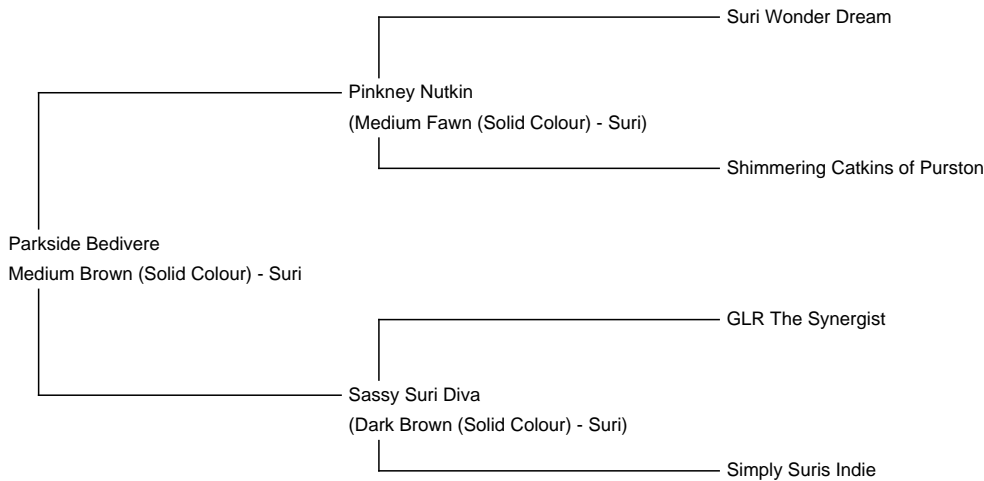 Suri Wonder Dream
Pinkney Nutkin
(Medium Fawn (Solid Colour) - Suri)
Shimmering Catkins of Purston
Parkside Bedivere
Medium Brown (Solid Colour) - Suri
GLR The Synergist
Sassy Suri Diva
(Dark Brown (Solid Colour) - Suri)
Simply Suris Indie